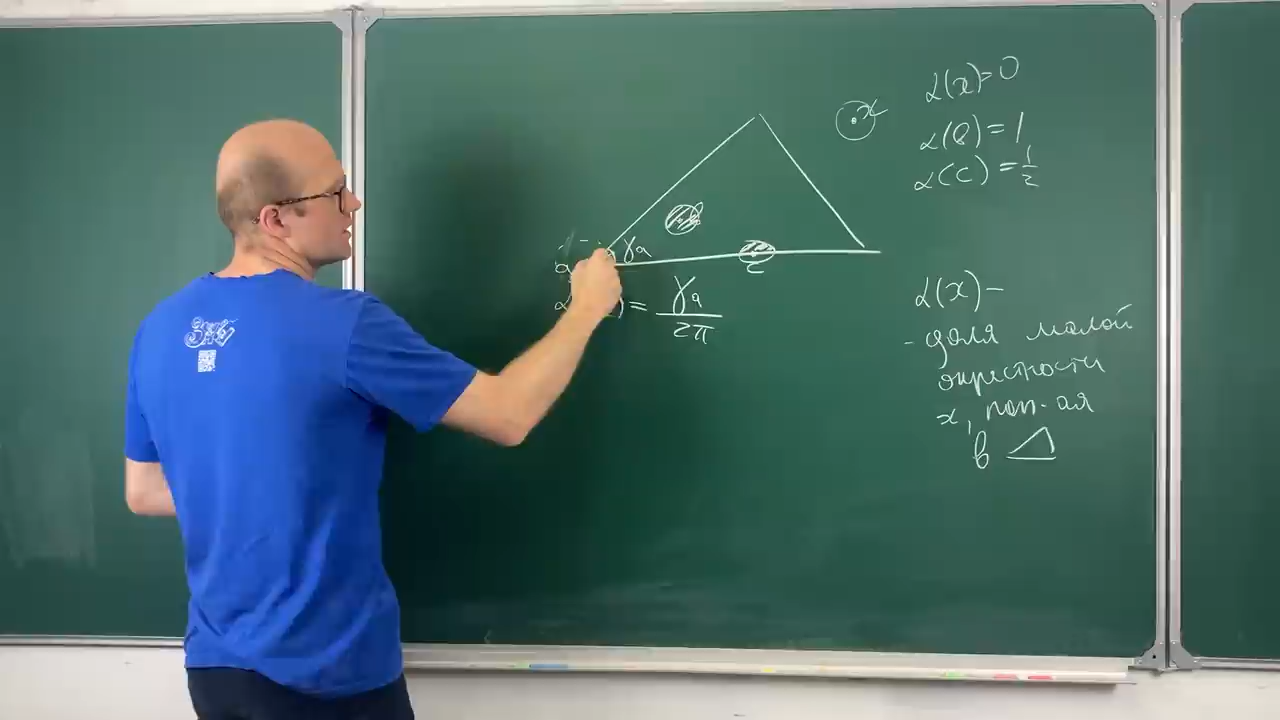 x
α(x)=0
α(B)=1
α(C)=1/2
B
γa
a
C
= γa/2π
α(x) -
- доля малой
окрестности
x, поп-ая
в △